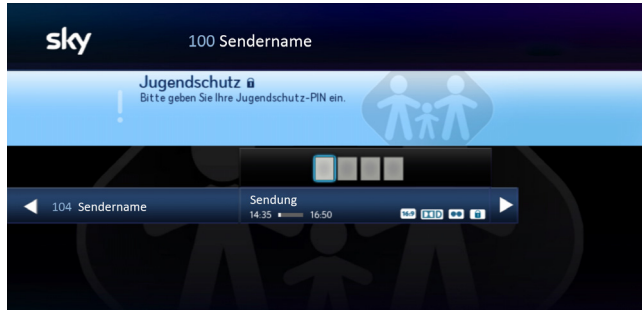 sky
100 Sendername
Jugendschutz
Bitte geben Sie Ihre Jugendschutz-PIN ein.
104 Sendername
Sendung
14:35 16:50
16:9 DD